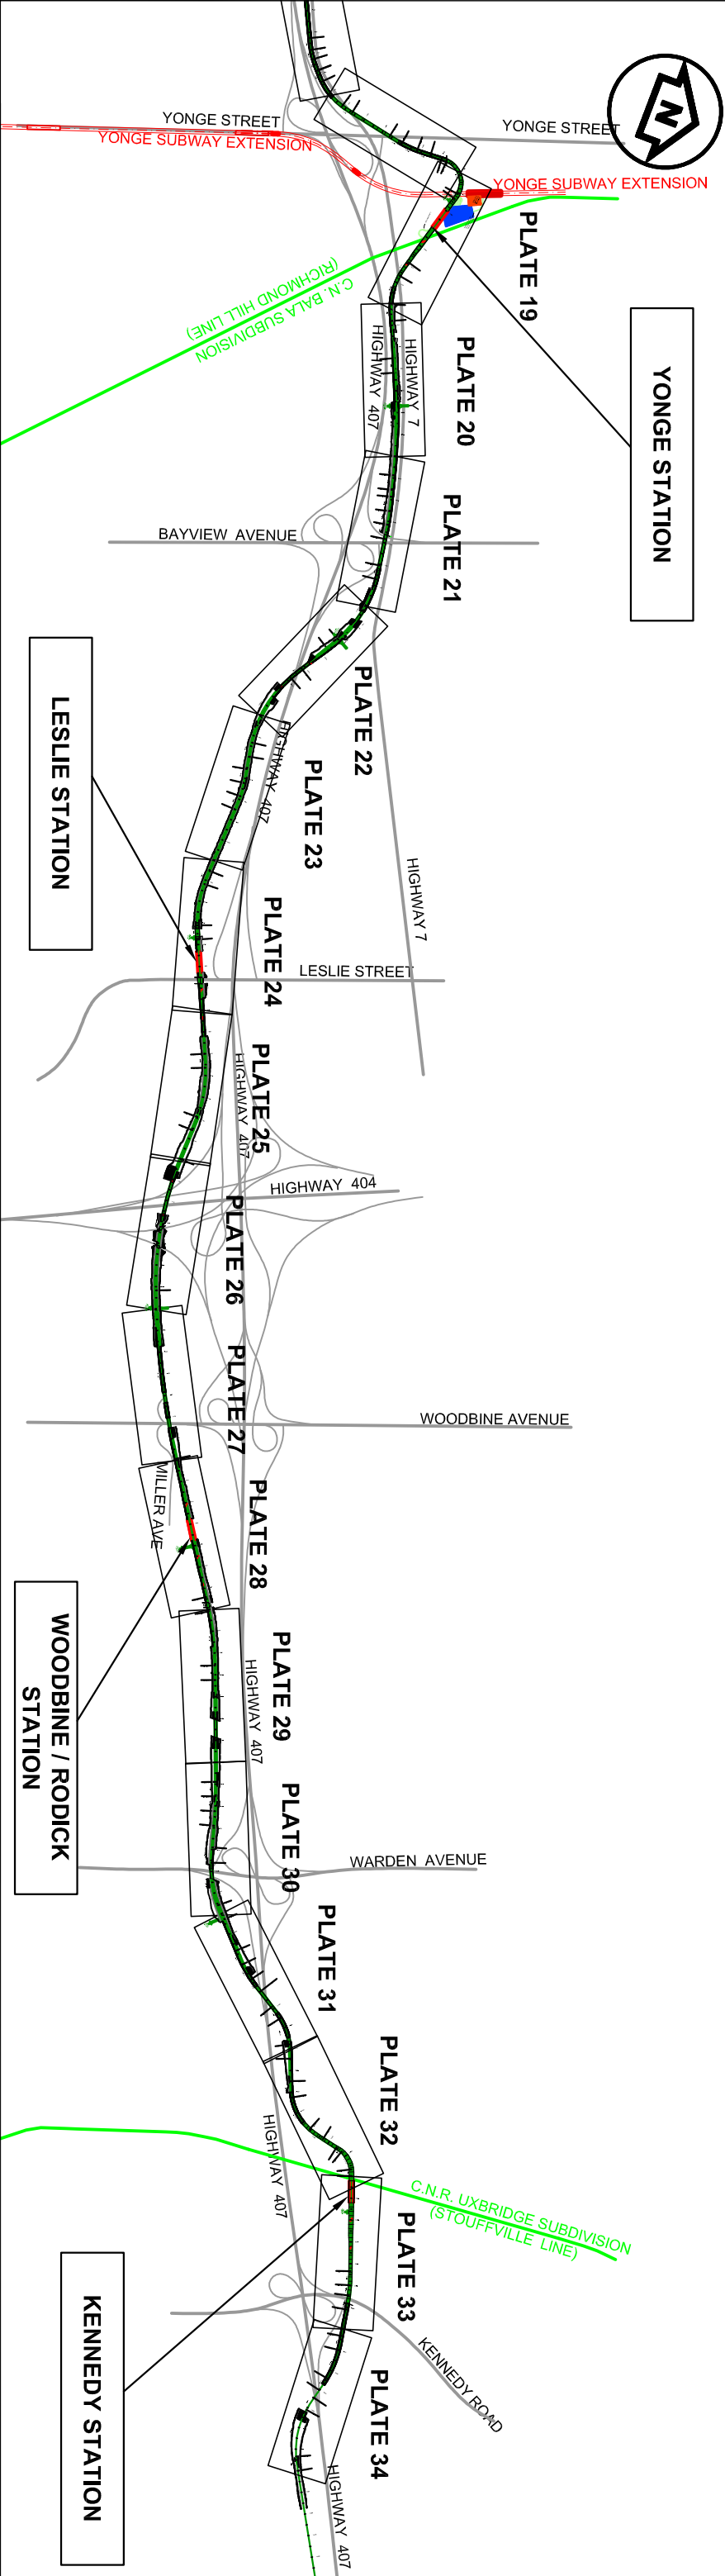 N
YONGE STREET
YONGE STREET
YONGE SUBWAY EXTENSION
YONGE SUBWAY EXTENSION
PLATE 19
C.N. BALA SUBDIVISION
(RICHMOND HILL LINE)
YONGE STATION
HIGHWAY 7
HIGHWAY 407
PLATE 20
PLATE 21
BAYVIEW AVENUE
PLATE 22
LESLIE STATION
HIGHWAY 407
PLATE 23
HIGHWAY 7
PLATE 24
LESLIE STREET
PLATE 25
HIGHWAY 407
HIGHWAY 404
PLATE 26
PLATE 27
WOODBINE AVENUE
MILLER AVE
PLATE 28
WOODBINE / RODICK
STATION
PLATE 29
HIGHWAY 407
PLATE 30
WARDEN AVENUE
PLATE 31
PLATE 32
HIGHWAY 407
C.N.R. UXBRIDGE SUBDIVISION
(STOUFFVILLE LINE)
PLATE 33
KENNEDY STATION
KENNEDY ROAD
PLATE 34
HIGHWAY 407